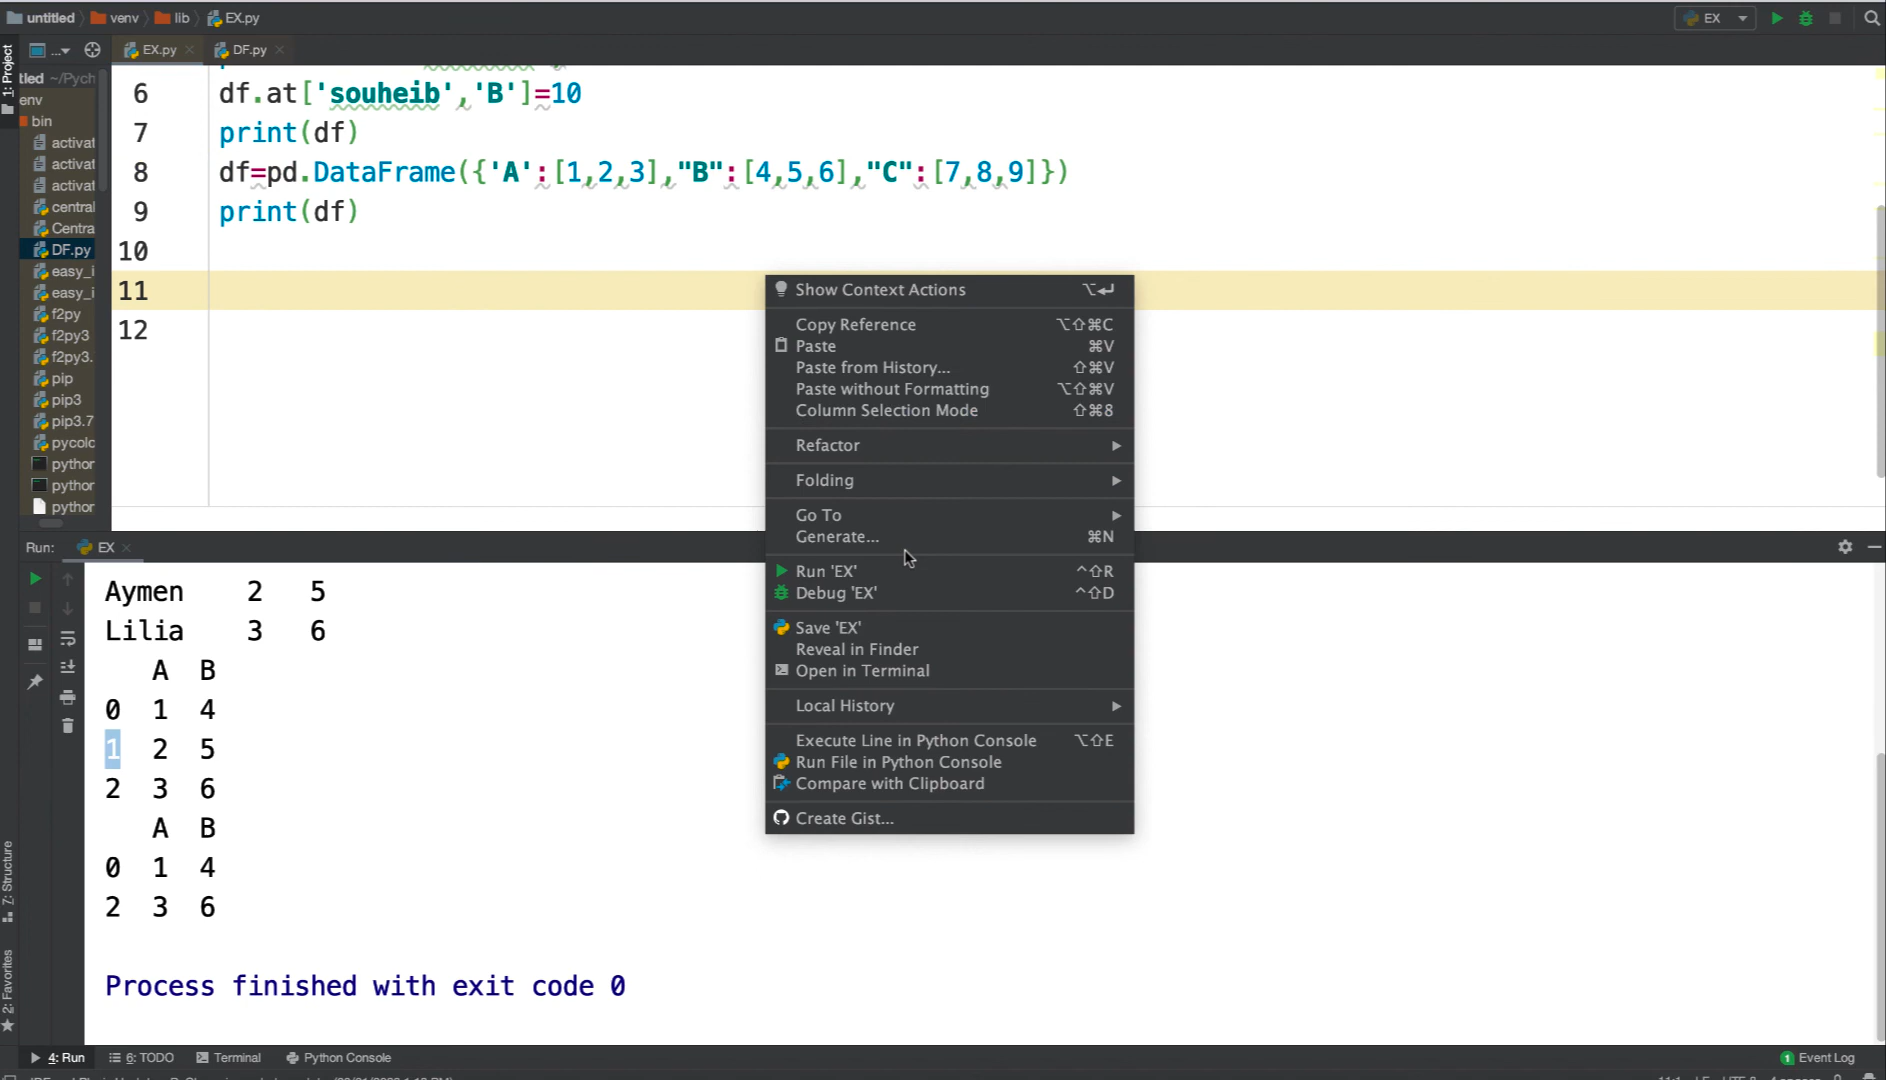 untitled venv lib EX.py
EX
1: Project
... EX.py DF.py
tled ~/Pych
env
bin
activat
activat
activat
central
Centra
DF.py
easy_i
easy_i
f2py
f2py3
f2py3.
pip
pip3
pip3.7
pycolo
python
python
python
6 df.at['souheib','B']=10
7 print(df)
8 df=pd.DataFrame({'A':[1,2,3],"B":[4,5,6],"C":[7,8,9]})
9 print(df)
10
11
12
Show Context Actions ⌥↩
Copy Reference ⌥⇧⌘C
Paste ⌘V
Paste from History... ⇧⌘V
Paste without Formatting ⌥⇧⌘V
Column Selection Mode ⇧⌘8
Refactor
Folding
Go To
Generate... ⌘N
Run 'EX' ^⇧R
Debug 'EX' ^⇧D
Save 'EX'
Reveal in Finder
Open in Terminal
Local History
Execute Line in Python Console ⌥⇧E
Run File in Python Console
Compare with Clipboard
Create Gist...
Run: EX
Aymen 2 5
Lilia 3 6
A B
0 1 4
1 2 5
2 3 6
A B
0 1 4
2 3 6
Process finished with exit code 0
7: Structure
2: Favorites
4: Run 6: TODO Terminal Python Console
1 Event Log